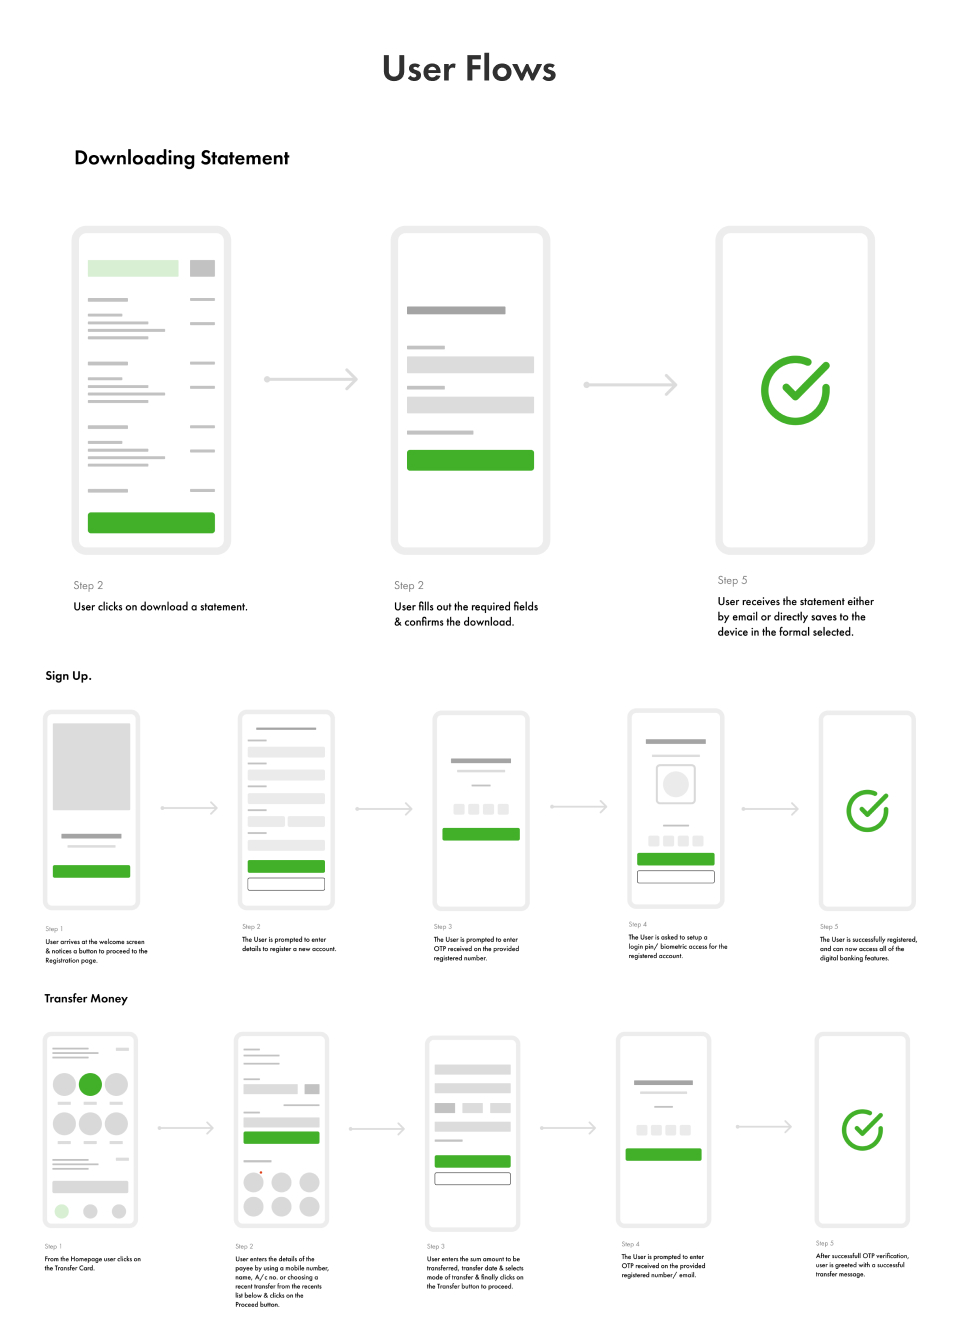 User Flows
Downloading Statement
Step 2
User clicks on download a statement.
Step 2
User fills out the required fields
& confirms the download.
Step 5
User receives the statement either
by email or directly saves to the
device in the formal selected.
Sign Up.
Step 1
User arrives at the welcome screen
& notices a button to proceed to the
Registration page.
Step 2
The User is prompted to enter
details to register a new account.
Step 3
The User is prompted to enter
OTP received on the provided
registered number.
Step 4
The User is asked to setup a
login pin/ biometric access for the
registered account.
Step 5
The User is successfully registered,
and can now access all of the
digital banking features.
Transfer Money
Step 1
From the Homepage user clicks on
the Transfer Card.
Step 2
User enters the details of the
payee by using a mobile number,
name, A/c no. or choosing a
recent transfer from the recents
list below & clicks on the
Proceed button.
Step 3
User enters the sum amount to be
transferred, transfer date & selects
mode of transfer & finally clicks on
the Transfer button to proceed.
Step 4
The User is prompted to enter
OTP received on the provided
registered number/ email.
Step 5
After successfull OTP verification,
user is greeted with a successful
transfer message.